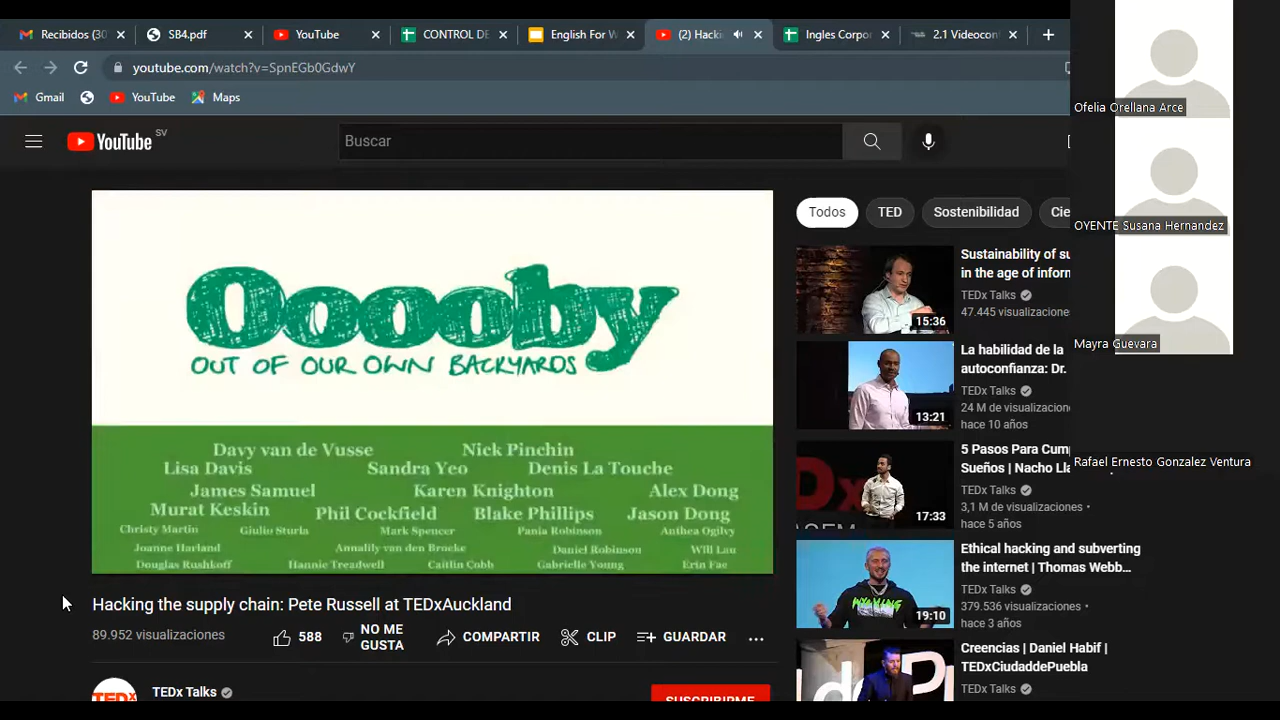 Recibidos (30
SB4.pdf
YouTube
CONTROL DE
English For W
(2) Hacki
Ingles Corpor
2.1 Videocon
youtube.com/watch?v=SpnEGb0GdwY
Gmail
YouTube
Maps
YouTube SV
Buscar
Ooooby
OUT OF OUR OWN BACKYARDS
Davy van de Vusse Nick Pinchin
Lisa Davis Sandra Yeo Denis La Touche
James Samuel Karen Knighton Alex Dong
Murat Keskin Phil Cockfield Blake Phillips Jason Dong
Christy Martin Giulio Sturla Mark Spencer Pania Robinson Anthea Ogilvy
Joanne Harland Annalily van den Broeke Daniel Robinson Will Lau
Douglas Rushkoff Hannie Treadwell Caitlin Cobb Gabrielle Young Erin Fae
Hacking the supply chain: Pete Russell at TEDxAuckland
89.952 visualizaciones
588
NO ME
GUSTA
COMPARTIR
CLIP
GUARDAR
TEDx
TEDx Talks
SUSCRIBIRME
Todos
TED
Sostenibilidad
Cie
Sustainability of su
in the age of inform
TEDx Talks
47.445 visualizacione
15:36
La habilidad de la
autoconfianza: Dr.
TEDx Talks
24 M de visualizacion
hace 10 años
13:21
5 Pasos Para Cump
Sueños | Nacho Lla
TEDx Talks
3,1 M de visualizaciones •
hace 5 años
17:33
Ethical hacking and subverting
the internet | Thomas Webb...
TEDx Talks
379.536 visualizaciones •
hace 3 años
19:10
Creencias | Daniel Habif |
TEDxCiudaddePuebla
TEDx Talks
Ofelia Orellana Arce
OYENTE Susana Hernandez
Mayra Guevara
Rafael Ernesto Gonzalez Ventura